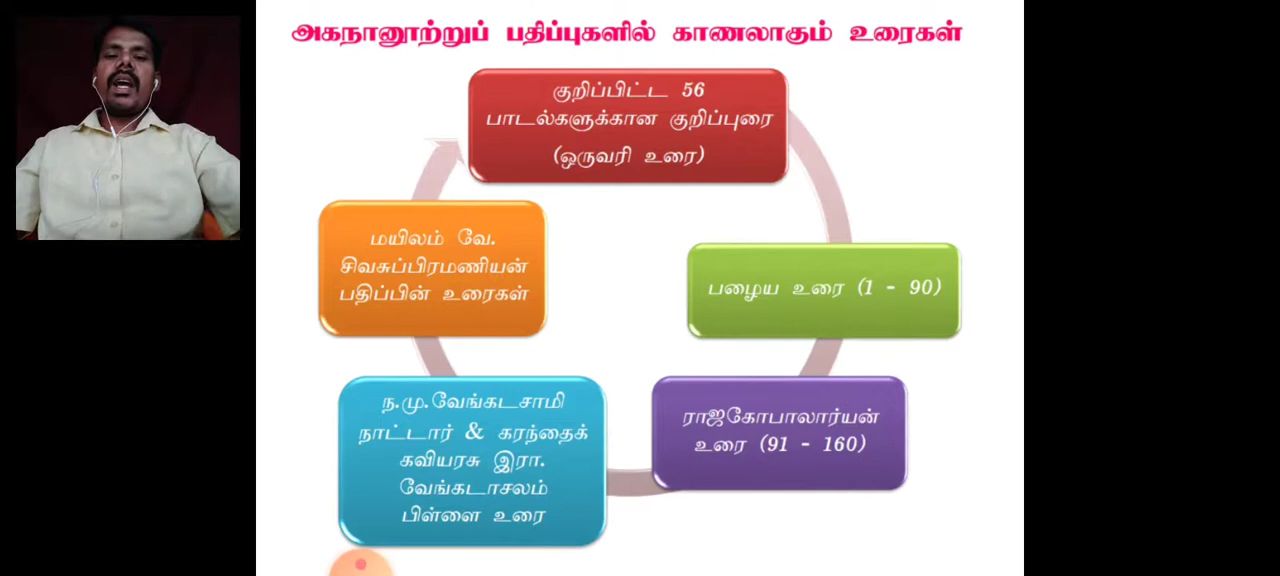 அகநானூற்றுப் பதிப்புகளில் காணலாகும் உரைகள்
குறிப்பிட்ட 56
பாடல்களுக்கான குறிப்புரை
(ஒருவரி உரை)
பழைய உரை (1 - 90)
ராஜகோபாலார்யன்
உரை (91 - 160)
ந.மு.வேங்கடசாமி
நாட்டார் & கரந்தைக்
கவியரசு இரா.
வேங்கடாசலம்
பிள்ளை உரை
மயிலம் வே.
சிவசுப்பிரமணியன்
பதிப்பின் உரைகள்